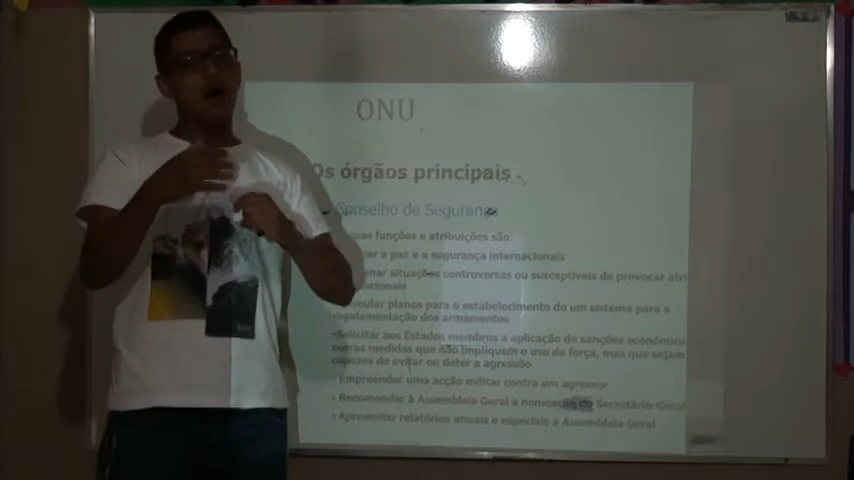 ONU
Os órgãos principais
Conselho de Segurança
suas funções e atribuições são:
a paz e a segurança internacionais
situações controversas ou susceptíveis de provocar atri
planos para o estabelecimento de um sistema para a
regulamentação dos armamentos
•Solicitar aos Estados membros a aplicação de sanções económica
outras medidas que não impliquem o uso da força, mas que sejam
capazes de evitar ou deter a agressão
Empreender uma acção militar contra um agressor
Recomendar à Assembleia Geral a nomeação do Secretário-Geral
Apresentar relatórios anuais e especiais à Assembleia Geral